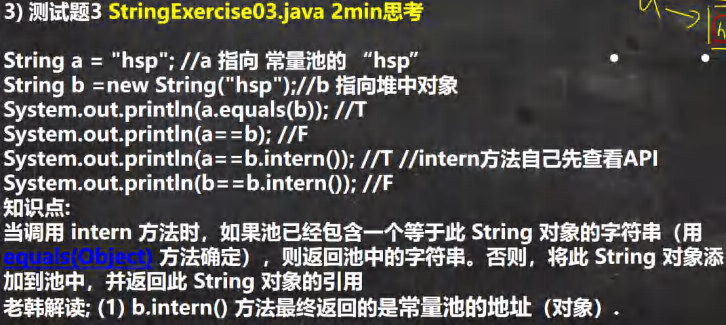 3) 测试题3 StringExercise03.java 2min思考
String a = "hsp"; //a 指向 常量池的 “hsp”
String b =new String("hsp");//b 指向堆中对象
System.out.println(a.equals(b)); //T
System.out.println(a==b); //F
System.out.println(a==b.intern()); //T //intern方法自己先查看API
System.out.println(b==b.intern()); //F
知识点:
当调用 intern 方法时，如果池已经包含一个等于此 String 对象的字符串（用
equals(Object) 方法确定），则返回池中的字符串。否则，将此 String 对象添
加到池中，并返回此 String 对象的引用
老韩解读; (1) b.intern() 方法最终返回的是常量池的地址（对象）.